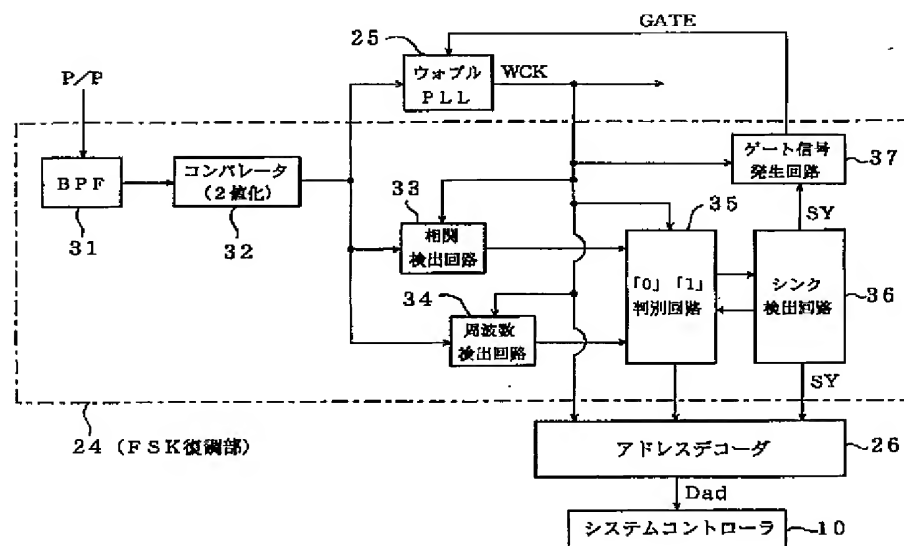 GATE
25
ウォブル
PLL
WCK
P/P
BPF
31
コンパレータ
(2値化)
32
33
相関
検出回路
34
周波数
検出回路
35
「0」「1」
判別回路
ゲート信号
発生回路
37
SY
シンク
検出回路
36
SY
24(FSK復調部)
アドレスデコーダ
26
Dad
システムコントローラ
10